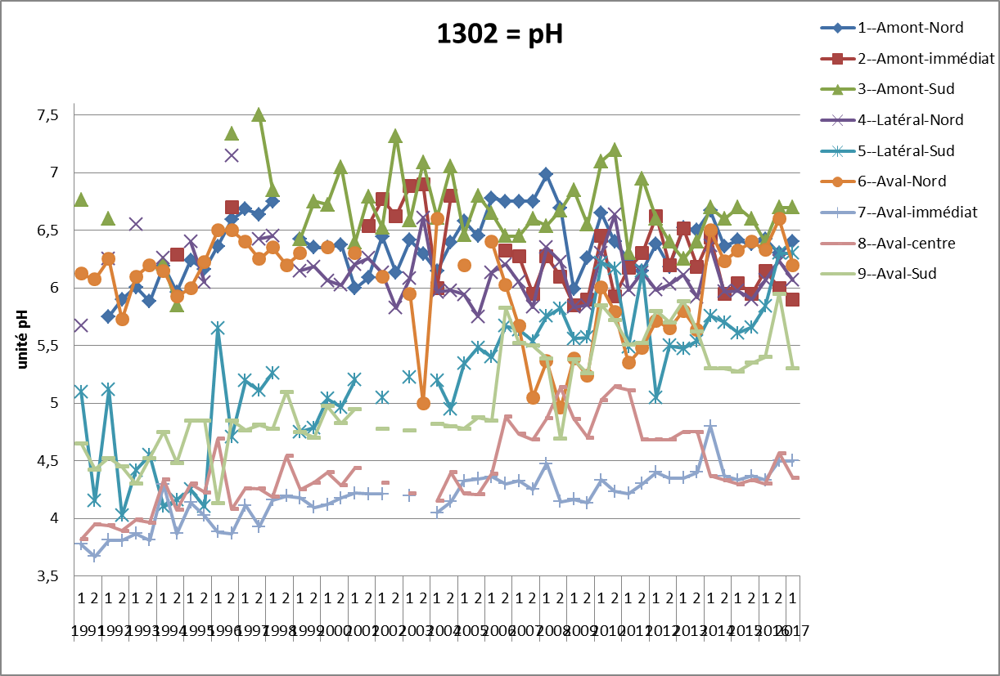 1302 = pH
1--Amont-Nord
2--Amont-immédiat
3--Amont-Sud
4--Latéral-Nord
5--Latéral-Sud
6--Aval-Nord
7--Aval-immédiat
8--Aval-centre
9--Aval-Sud
unité pH
7,5
7
6,5
6
5,5
5
4,5
4
3,5
1 2 1 2 1 2 1 2 1 2 1 2 1 2 1 2 1 2 1 2 1 2 1 2 1 2 1 2 1 2 1 2 1 2 1 2 1 2 1 2 1 2 1 2 1 2 1 2 1 2 1 2 1
1991 1992 1993 1994 1995 1996 1997 1998 1999 2000 2001 2002 2003 2004 2005 2006 2007 2008 2009 2010 2011 2012 2013 2014 2015 2016 2017